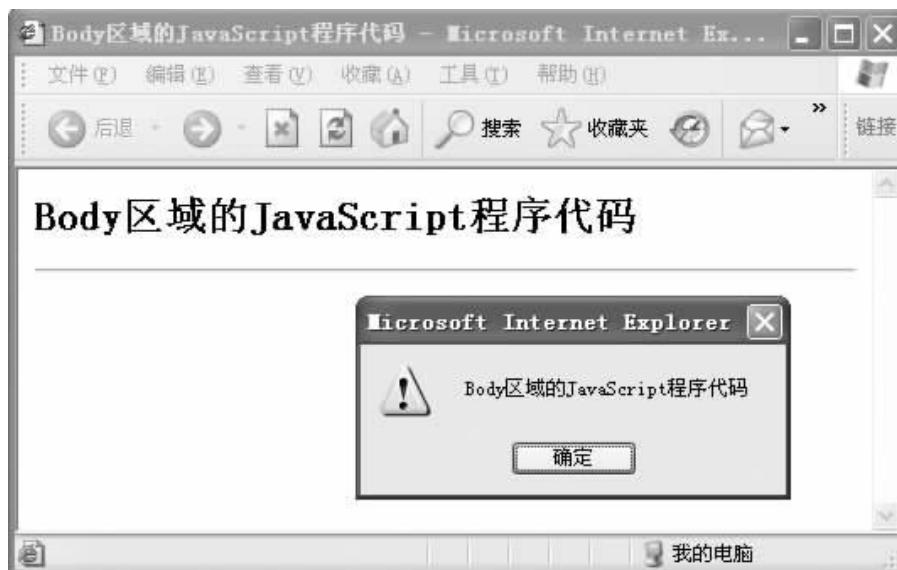 Body区域的JavaScript程序代码 - Microsoft Internet Ex...
文件(F) 编辑(E) 查看(V) 收藏(A) 工具(T) 帮助(H)
后退 搜索 收藏夹 » 链接
Body区域的JavaScript程序代码
Microsoft Internet Explorer
Body区域的JavaScript程序代码
确定
我的电脑